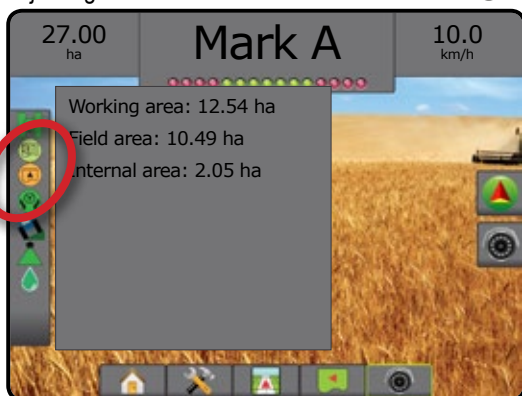 27.00
ha
Mark A
10.0
km/h
Working area: 12.54 ha
Field area: 10.49 ha
Internal area: 2.05 ha